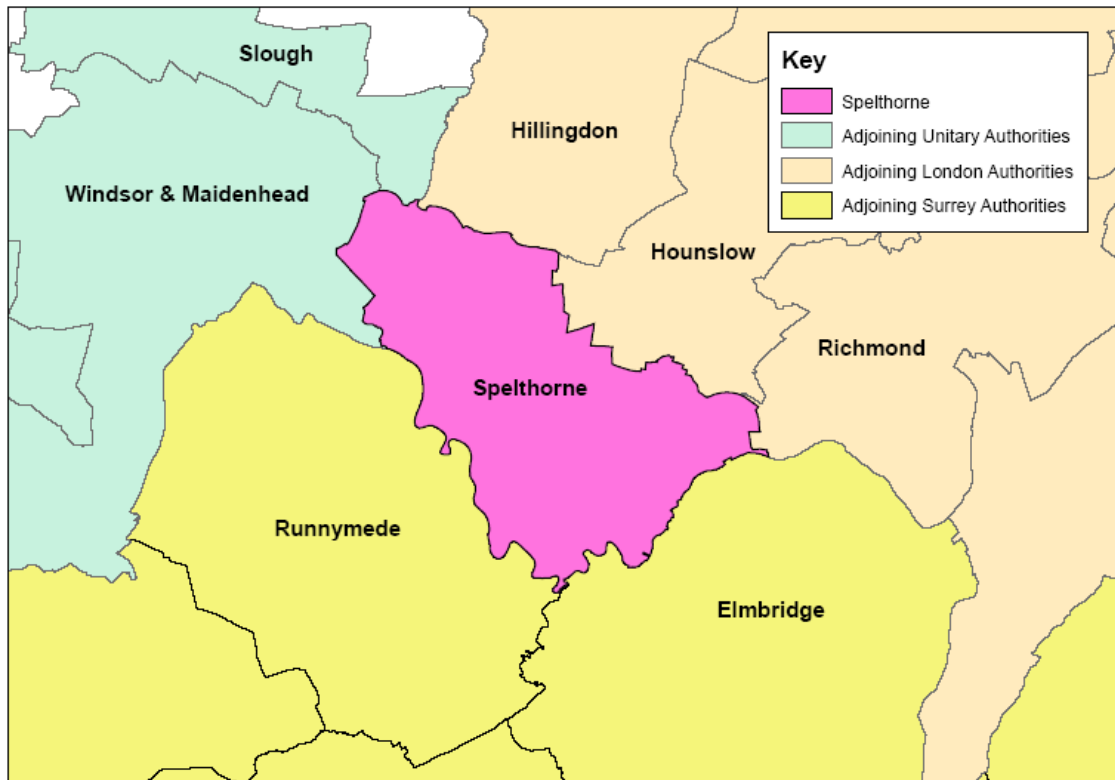 Slough
Key
Spelthorne
Adjoining Unitary Authorities
Adjoining London Authorities
Adjoining Surrey Authorities
Hillingdon
Windsor & Maidenhead
Hounslow
Richmond
Spelthorne
Runnymede
Elmbridge